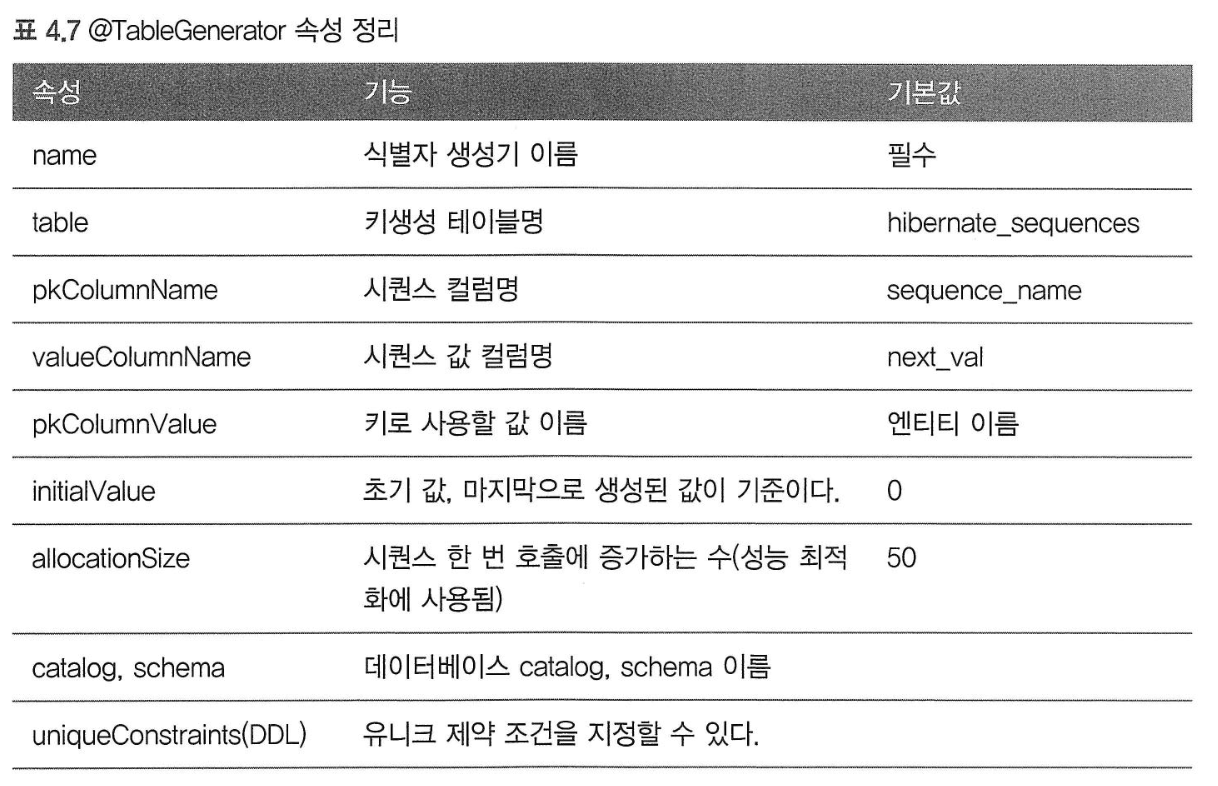 표 4.7 @TableGenerator 속성 정리
속성 기능 기본값
name 식별자 생성기 이름 필수
table 키생성 테이블명 hibernate_sequences
pkColumnName 시퀀스 컬럼명 sequence_name
valueColumnName 시퀀스 값 컬럼명 next_val
pkColumnValue 키로 사용할 값 이름 엔티티 이름
initialValue 초기 값, 마지막으로 생성된 값이 기준이다. 0
allocationSize 시퀀스 한 번 호출에 증가하는 수(성능 최적 50
화에 사용됨)
catalog, schema 데이터베이스 catalog, schema 이름
uniqueConstraints(DDL) 유니크 제약 조건을 지정할 수 있다.